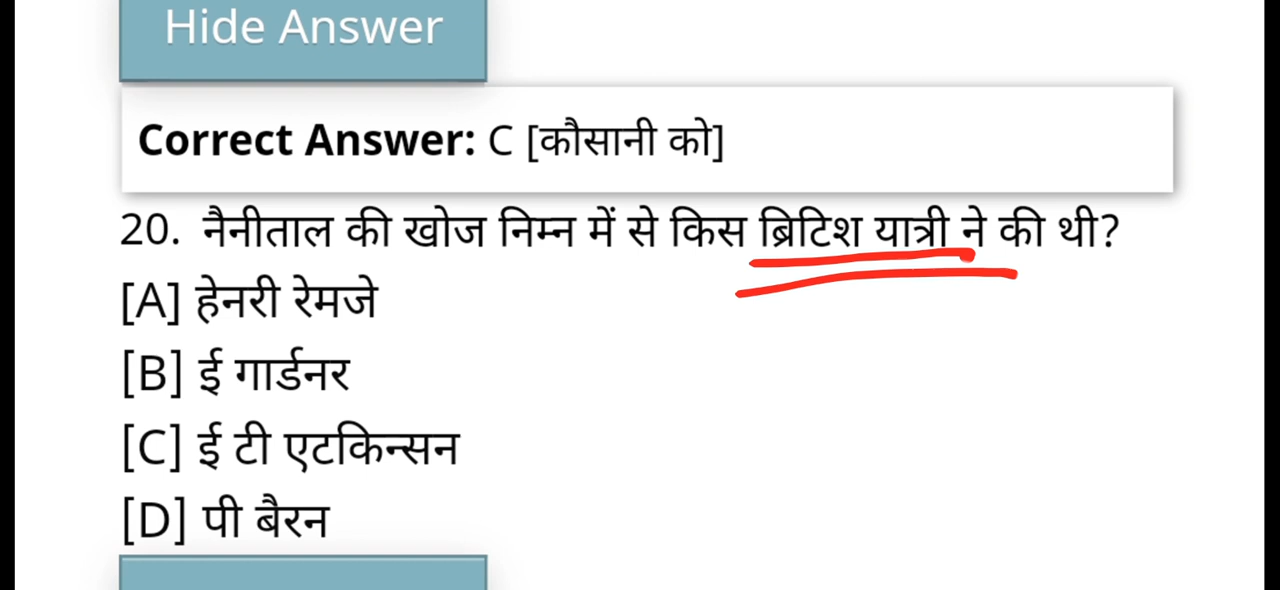 Hide Answer
Correct Answer: C [कौसानी को]
20. नैनीताल की खोज निम्न में से किस ब्रिटिश यात्री ने की थी?
[A] हेनरी रेमजे
[B] ई गार्डनर
[C] ई टी एटकिन्सन
[D] पी बैरन